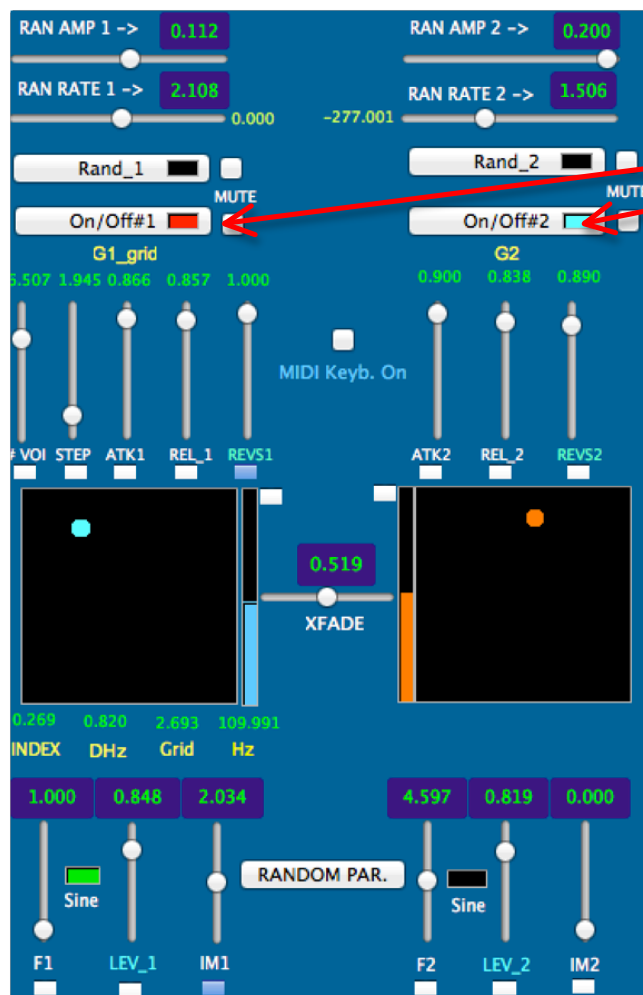 RAN AMP 1 -> 0.112 RAN AMP 2 -> 0.200
RAN RATE 1 -> 2.108 RAN RATE 2 -> 1.506
0.000 -277.001
Rand_1 Rand_2
MUTE MUTE
On/Off#1 On/Off#2
G1_grid G2
1.945 0.866 0.857 1.000 0.900 0.838 0.890
MIDI Keyb. On
# VOI STEP ATK1 REL_1 REVS1 ATK2 REL_2 REVS2
0.519
XFADE
0.269 0.820 2.693 109.991
INDEX DHz Grid Hz
1.000 0.848 2.034 4.597 0.819 0.000
RANDOM PAR.
Sine Sine
F1 LEV_1 IM1 F2 LEV_2 IM2